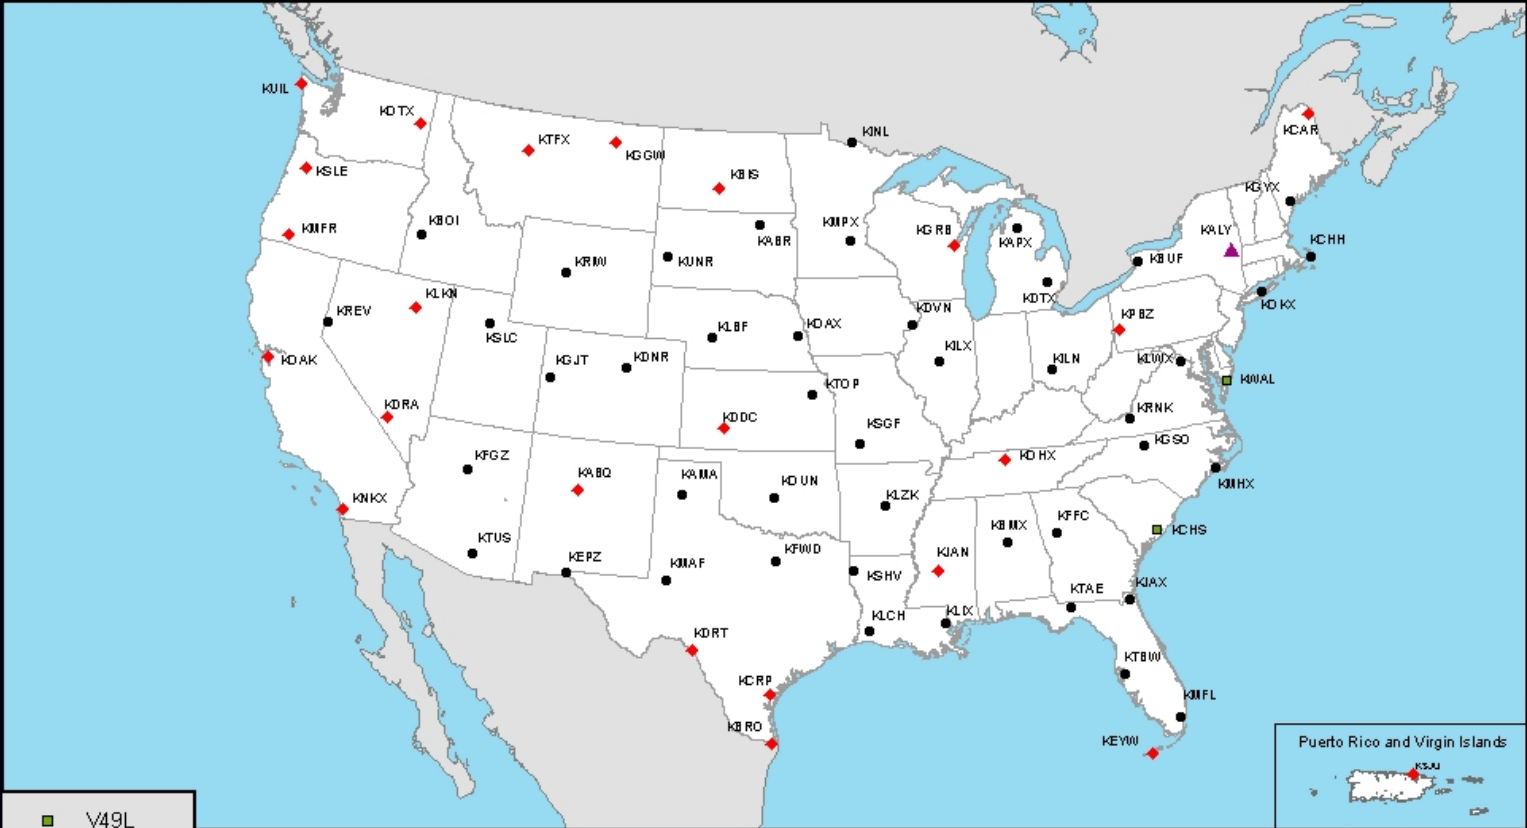 KUIL
KOTX
KTFX
KGGW
KINL
KCAR
KSLE
KBIS
KGYX
KMFR
KBOI
KABR
KMPX
KGRB
KAPX
KALY
KCHH
KRIW
KUNR
KBUF
KLKN
KDTX
KOKX
KREV
KSLC
KLBF
KOAX
KDVN
KPBZ
KOAK
KGJT
KDNR
KILX
KILN
KLWX
KWAL
KTOP
KDRA
KDDC
KSGF
KRNK
KGSO
KFGZ
KABQ
KAMA
KOUN
KOHX
KNKX
KLZK
KMHX
KTUS
KBMX
KFFC
KCHS
KEPZ
KMAF
KFWD
KJAN
KSHV
KTAE
KJAX
KLCH
KLIX
KDRT
KTBW
KCRP
KMFL
KBRO
KEYW
Puerto Rico and Virgin Islands
KSJU
V49L